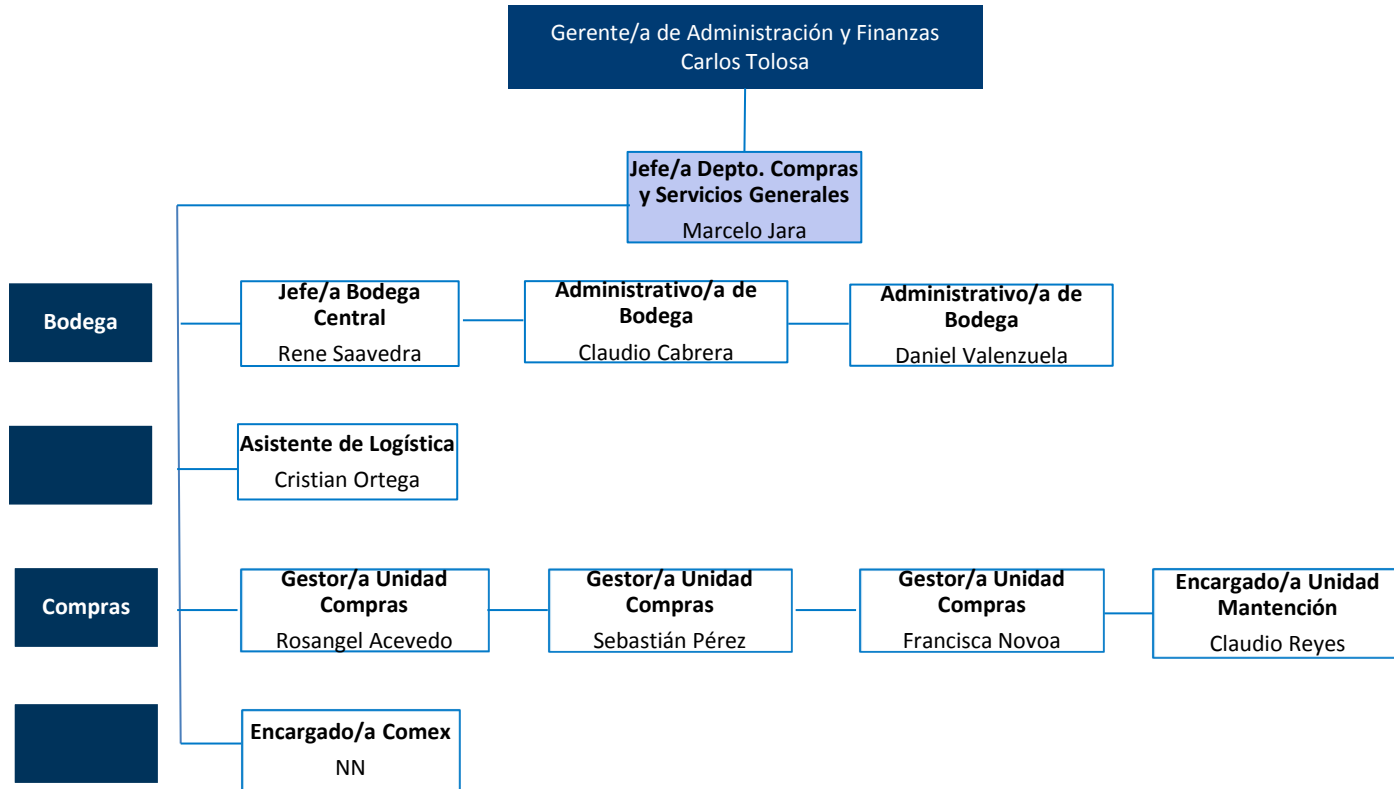 Gerente/a de Administración y Finanzas
Carlos Tolosa
Jefe/a Depto. Compras
y Servicios Generales
Marcelo Jara
Bodega
Jefe/a Bodega
Central
Rene Saavedra
Administrativo/a de
Bodega
Claudio Cabrera
Administrativo/a de
Bodega
Daniel Valenzuela
Asistente de Logística
Cristian Ortega
Compras
Gestor/a Unidad
Compras
Rosangel Acevedo
Gestor/a Unidad
Compras
Sebastián Pérez
Gestor/a Unidad
Compras
Francisca Novoa
Encargado/a Unidad
Mantención
Claudio Reyes
Encargado/a Comex
NN